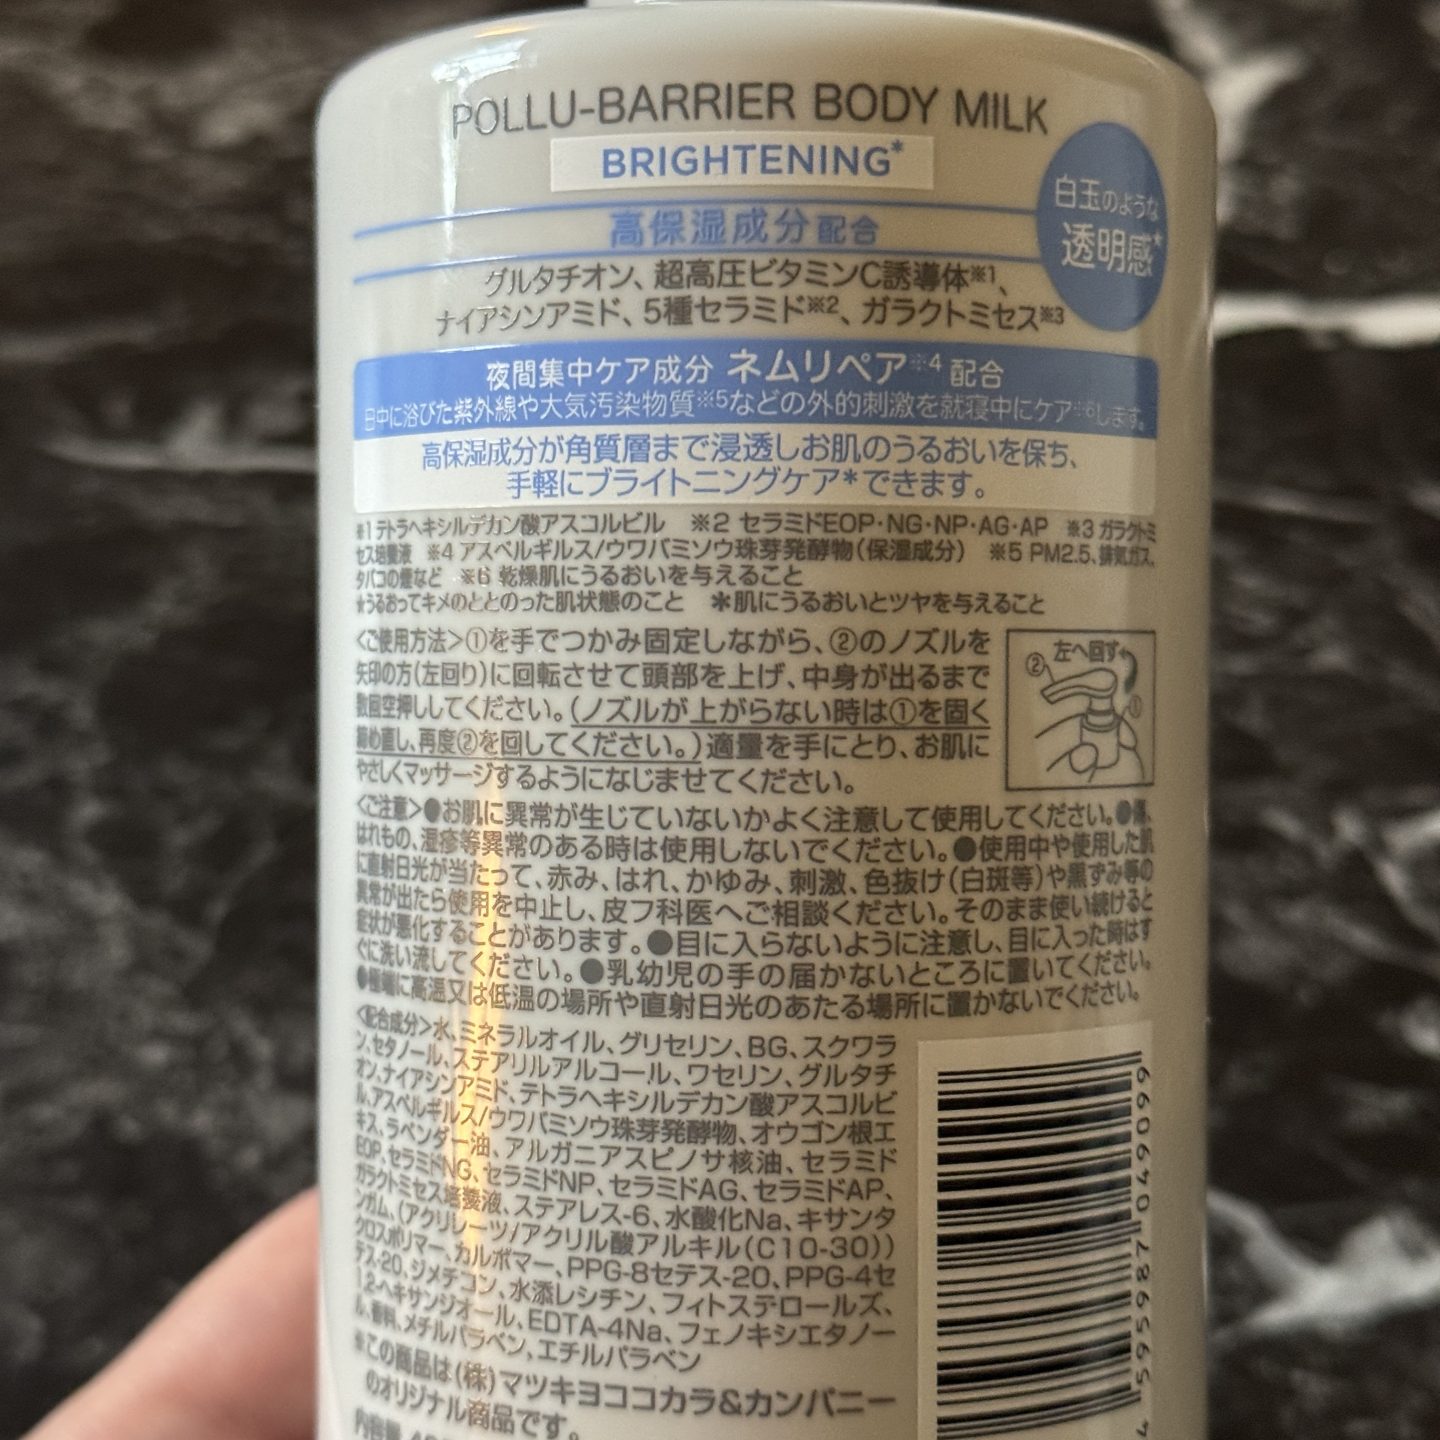 POLLU-BARRIER BODY MILK
BRIGHTENING*
白玉のような
透明感★
高保湿成分配合
グルタチオン、超高圧ビタミンC誘導体※1、
ナイアシンアミド、5種セラミド※2、ガラクトミセス※3
夜間集中ケア成分 ネムリペア※4 配合
日中に浴びた紫外線や大気汚染物質※5などの外的刺激を就寝中にケア※6します。
高保湿成分が角質層まで浸透しお肌のうるおいを保ち、
手軽にブライトニングケア*できます。
※1 テトラヘキシルデカン酸アスコルビル ※2 セラミドEOP・NG・NP・AG・AP ※3 ガラクトミ
セス培養液 ※4 アスペルギルス/ウワバミソウ珠芽発酵物(保湿成分) ※5 PM2.5、排気ガス、
タバコの煙など ※6 乾燥肌にうるおいを与えること
★うるおってキメのととのった肌状態のこと *肌にうるおいとツヤを与えること
<ご使用方法>①を手でつかみ固定しながら、②のノズルを
矢印の方(左回り)に回転させて頭部を上げ、中身が出るまで
数回空押ししてください。(ノズルが上がらない時は①を固く
締め直し、再度②を回してください。)適量を手にとり、お肌に
やさしくマッサージするようになじませてください。
左へ回す
②
①
<ご注意>●お肌に異常が生じていないかよく注意して使用してください。●傷、
はれもの、湿疹等異常のある時は使用しないでください。●使用中や使用した肌
に直射日光が当たって、赤み、はれ、かゆみ、刺激、色抜け(白斑等)や黒ずみ等の
異常が出たら使用を中止し、皮フ科医へご相談ください。そのまま使い続けると
症状が悪化することがあります。●目に入らないように注意し、目に入った時はす
ぐに洗い流してください。●乳幼児の手の届かないところに置いてください。
●極端に高温又は低温の場所や直射日光のあたる場所に置かないでください。
<配合成分>水、ミネラルオイル、グリセリン、BG、スクワラ
ン、セタノール、ステアリルアルコール、ワセリン、グルタチ
オン、ナイアシンアミド、テトラヘキシルデカン酸アスコルビ
ル、アスペルギルス/ウワバミソウ珠芽発酵物、オウゴン根エ
キス、ラベンダー油、アルガニアスピノサ核油、セラミド
EOP、セラミドNG、セラミドNP、セラミドAG、セラミドAP、
ガラクトミセス培養液、ステアレス-6、水酸化Na、キサンタ
ンガム、(アクリレーツ/アクリル酸アルキル(C10-30))
クロスポリマー、カルボマー、PPG-8セテス-20、PPG-4セ
テス-20、ジメチコン、水添レシチン、フィトステロールズ、
1,2-ヘキサンジオール、EDTA-4Na、フェノキシエタノー
ル、香料、メチルパラベン、エチルパラベン
*この商品は(株)マツキヨココカラ&カンパニー
のオリジナル商品です。
内容量
4 595987 049099